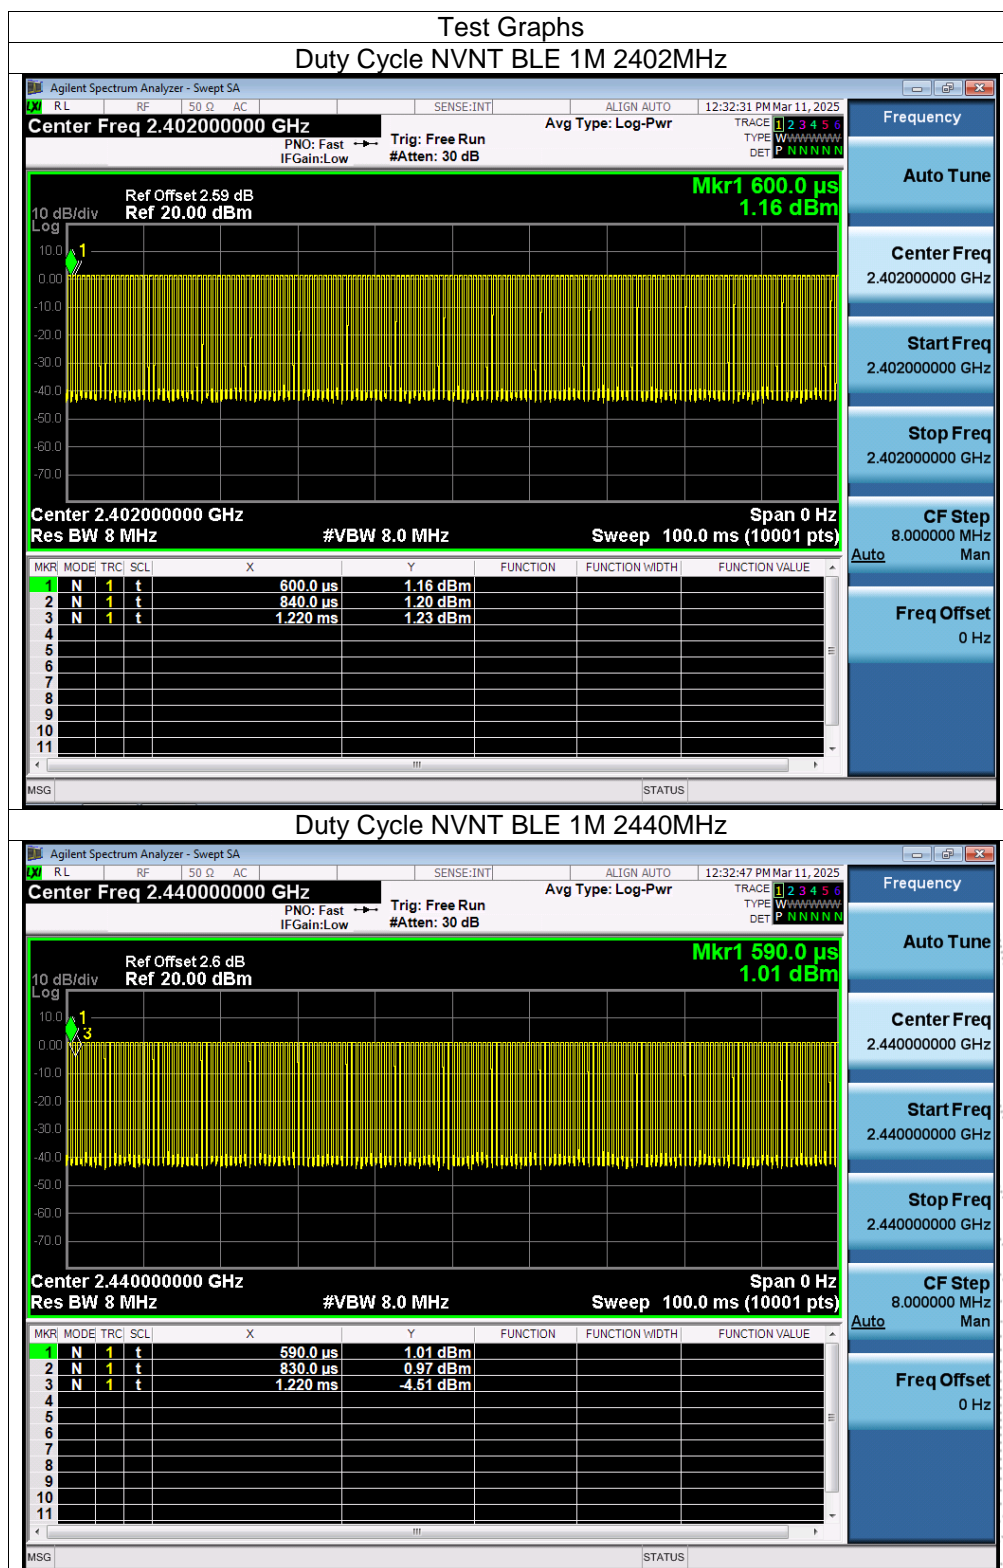 Test Graphs
Duty Cycle NVNT BLE 1M 2402MHz
Agilent Spectrum Analyzer - Swept SA
LXI RL RF 50 Ω AC SENSE:INT ALIGN AUTO 12:32:31 PM Mar 11, 2025
Center Freq 2.402000000 GHz Avg Type: Log-Pwr TRACE 1 2 3 4 5 6
PNO: Fast Trig: Free Run TYPE WWWWWW
IFGain:Low #Atten: 30 dB DET P N N N N N
Frequency
Auto Tune
Center Freq
2.402000000 GHz
Start Freq
2.402000000 GHz
Stop Freq
2.402000000 GHz
CF Step
8.000000 MHz
Auto Man
Freq Offset
0 Hz
Mkr1 600.0 µs
1.16 dBm
Ref Offset 2.59 dB
10 dB/div Ref 20.00 dBm
Log
10.0
0.00
-10.0
-20.0
-30.0
-40.0
-50.0
-60.0
-70.0
1
Center 2.402000000 GHz Span 0 Hz
Res BW 8 MHz #VBW 8.0 MHz Sweep 100.0 ms (10001 pts)
MKR MODE TRC SCL X Y FUNCTION FUNCTION WIDTH FUNCTION VALUE
1 N 1 t 600.0 µs 1.16 dBm
2 N 1 t 840.0 µs 1.20 dBm
3 N 1 t 1.220 ms 1.23 dBm
4
5
6
7
8
9
10
11
MSG STATUS
Duty Cycle NVNT BLE 1M 2440MHz
Agilent Spectrum Analyzer - Swept SA
LXI RL RF 50 Ω AC SENSE:INT ALIGN AUTO 12:32:47 PM Mar 11, 2025
Center Freq 2.440000000 GHz Avg Type: Log-Pwr TRACE 1 2 3 4 5 6
PNO: Fast Trig: Free Run TYPE WWWWWW
IFGain:Low #Atten: 30 dB DET P N N N N N
Frequency
Auto Tune
Center Freq
2.440000000 GHz
Start Freq
2.440000000 GHz
Stop Freq
2.440000000 GHz
CF Step
8.000000 MHz
Auto Man
Freq Offset
0 Hz
Mkr1 590.0 µs
1.01 dBm
Ref Offset 2.6 dB
10 dB/div Ref 20.00 dBm
Log
10.0
0.00
-10.0
-20.0
-30.0
-40.0
-50.0
-60.0
-70.0
1
3
Center 2.440000000 GHz Span 0 Hz
Res BW 8 MHz #VBW 8.0 MHz Sweep 100.0 ms (10001 pts)
MKR MODE TRC SCL X Y FUNCTION FUNCTION WIDTH FUNCTION VALUE
1 N 1 t 590.0 µs 1.01 dBm
2 N 1 t 830.0 µs 0.97 dBm
3 N 1 t 1.220 ms -4.51 dBm
4
5
6
7
8
9
10
11
MSG STATUS